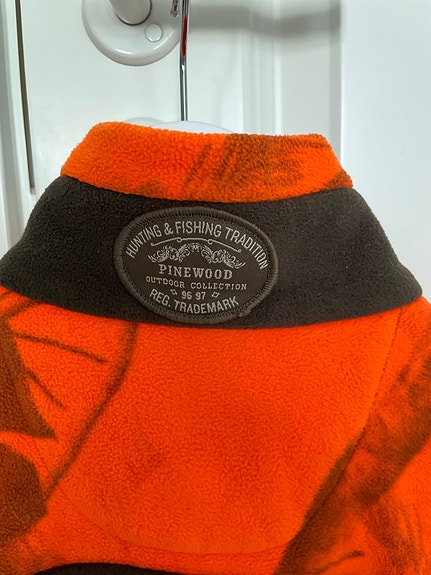 HUNTING & FISHING TRADITION
PINEWOOD
OUTDOOR COLLECTION
96 97
REG. TRADEMARK